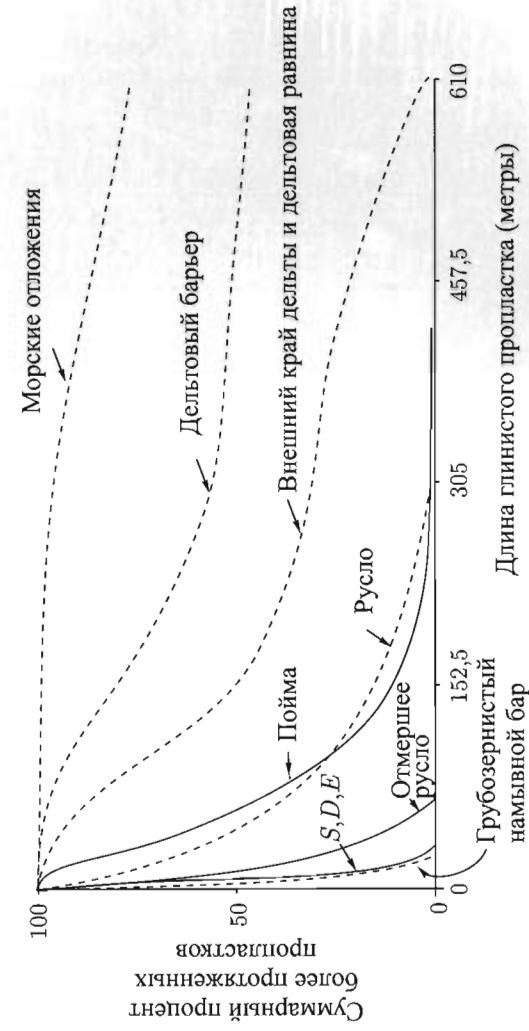 Суммарный процент
более протяженных
пропластков
100
50
0
Морские отложения
Дельтовый барьер
Внешний край дельты и дельтовая равнина
Пойма
Русло
S,D,E
Отмершее
русло
Грубозернистый
намывной бар
0
152,5
305
457,5
610
Длина глинистого пропластка (метры)